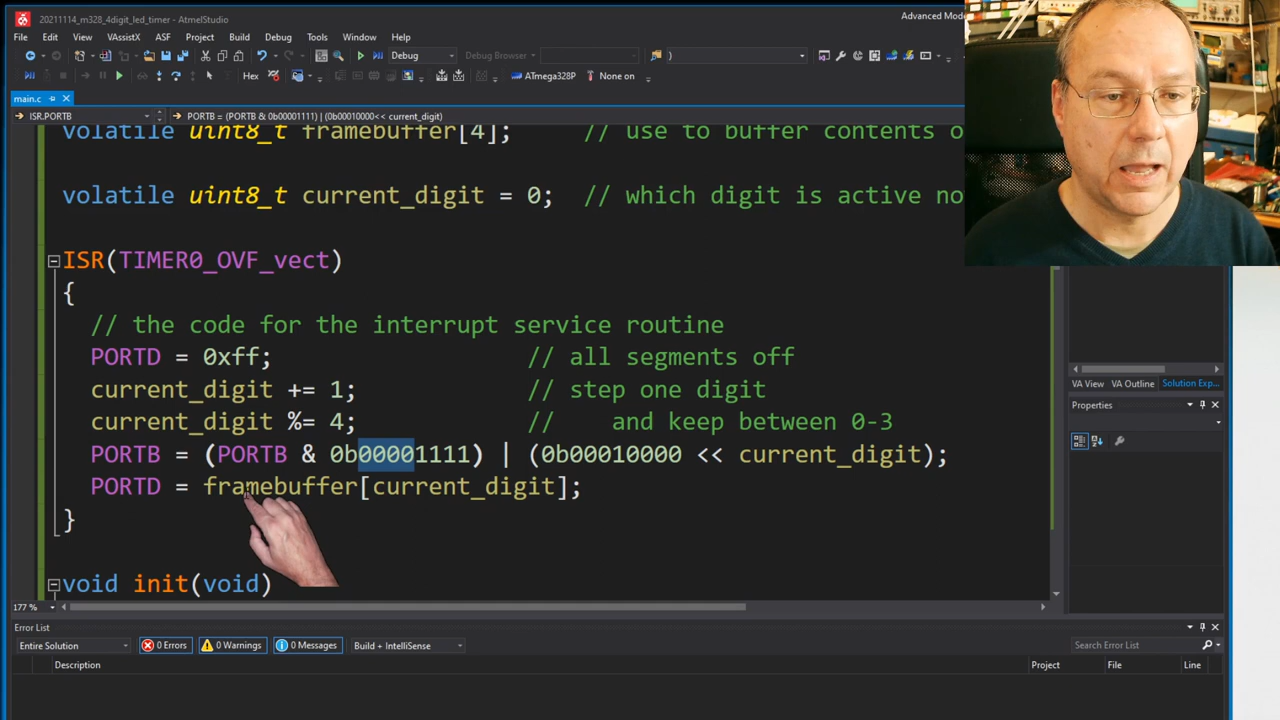 20211114_m328_4digit_led_timer - AtmelStudio
Advanced Mode
File Edit View VAssistX ASF Project Build Debug Tools Window Help
Debug Debug Browser )
Hex ATmega328P None on
main.c
ISR.PORTB PORTB = (PORTB & 0b00001111) | (0b00010000<< current_digit)
volatile uint8_t framebuffer[4]; // use to buffer contents o
volatile uint8_t current_digit = 0; // which digit is active no
ISR(TIMER0_OVF_vect)
{
// the code for the interrupt service routine
PORTD = 0xff; // all segments off
current_digit += 1; // step one digit
current_digit %= 4; // and keep between 0-3
PORTB = (PORTB & 0b00001111) | (0b00010000 << current_digit);
PORTD = framebuffer[current_digit];
}
void init(void)
177 %
VA View VA Outline Solution Exp...
Properties
Error List
Entire Solution 0 Errors 0 Warnings 0 Messages Build + IntelliSense Search Error List
Description Project File Line